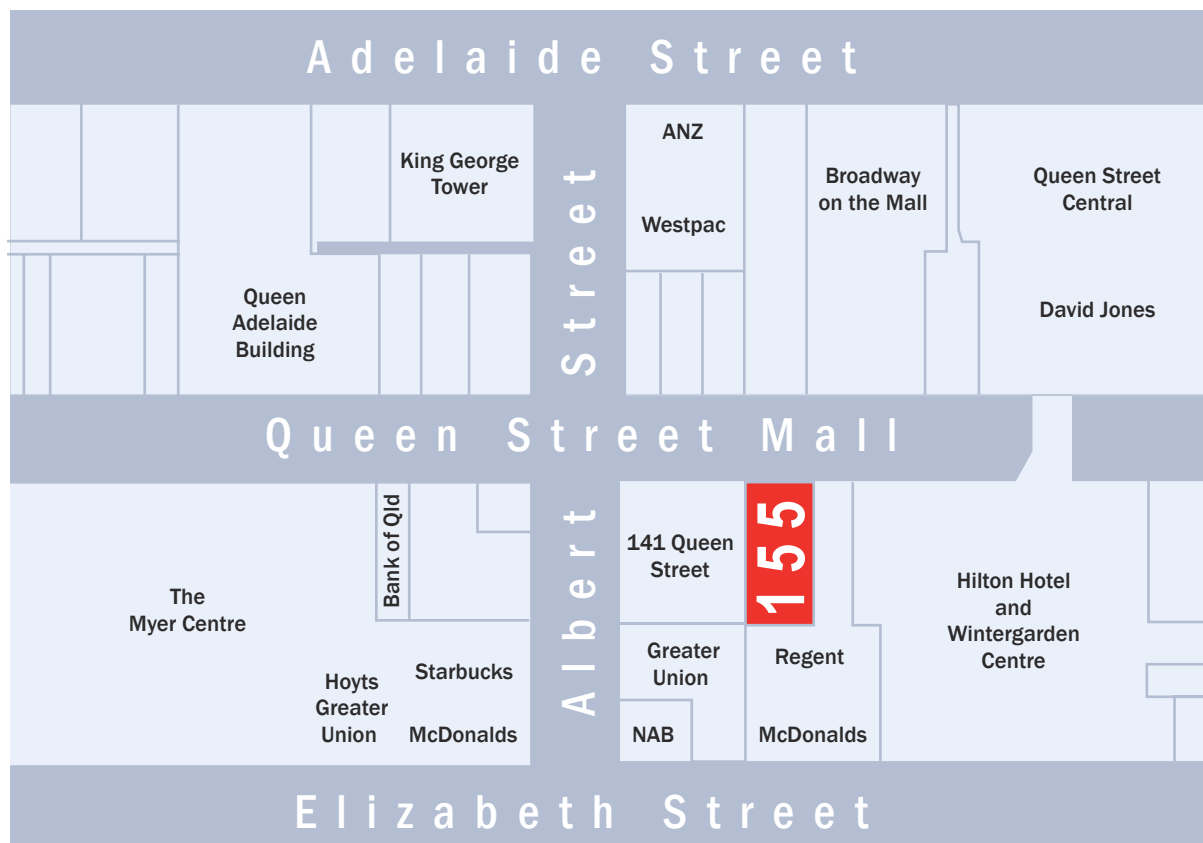 Adelaide Street
King George
Tower
ANZ
Westpac
Broadway
on the Mall
Queen Street
Central
David Jones
Queen
Adelaide
Building
Albert Street
Queen Street Mall
The
Myer Centre
Bank of Qld
Hoyts
Greater
Union
Starbucks
McDonalds
141 Queen
Street
155
Greater
Union
NAB
Regent
McDonalds
Hilton Hotel
and
Wintergarden
Centre
Elizabeth Street